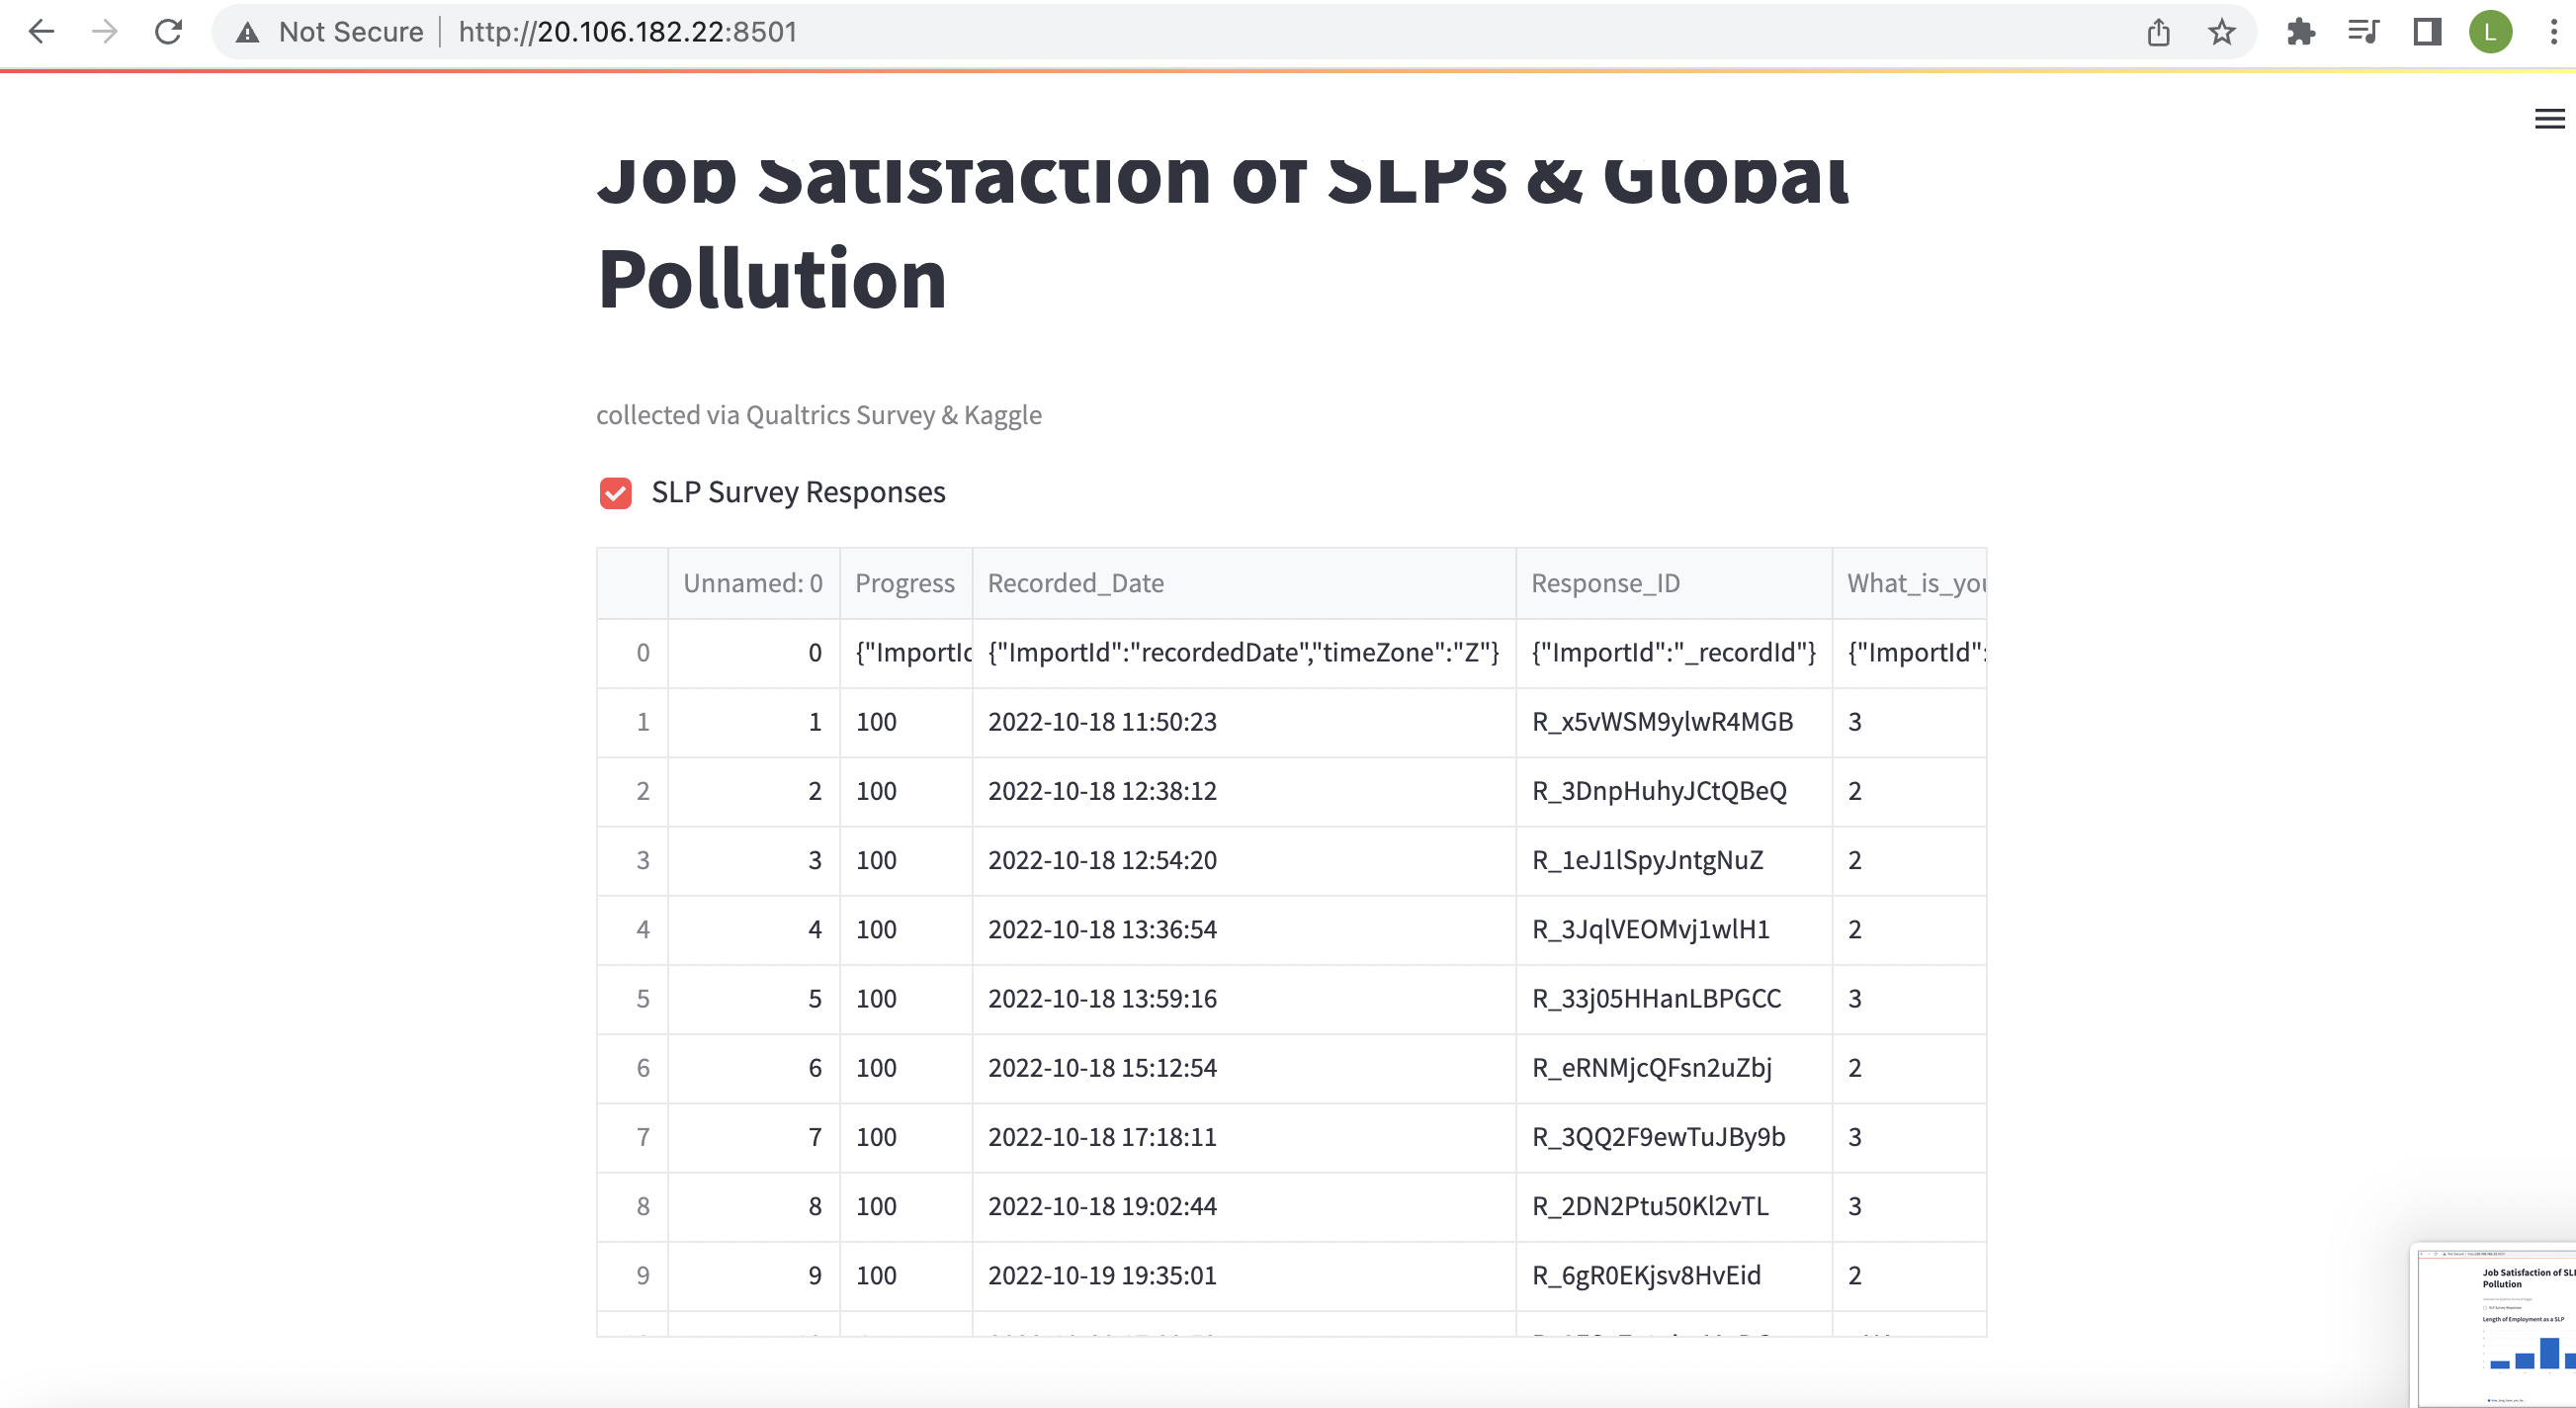 Not Secure http://20.106.182.22:8501
L
Job Satisfaction of SLPs & Global
Pollution
collected via Qualtrics Survey & Kaggle
SLP Survey Responses
Unnamed: 0 Progress Recorded_Date Response_ID What_is_you
0 0 {"ImportId {"ImportId":"recordedDate","timeZone":"Z"} {"ImportId":"_recordId"} {"ImportId":
1 1 100 2022-10-18 11:50:23 R_x5vWSM9ylwR4MGB 3
2 2 100 2022-10-18 12:38:12 R_3DnpHuhyJCtQBeQ 2
3 3 100 2022-10-18 12:54:20 R_1eJ1lSpyJntgNuZ 2
4 4 100 2022-10-18 13:36:54 R_3JqlVEOMvj1wlH1 2
5 5 100 2022-10-18 13:59:16 R_33j05HHanLBPGCC 3
6 6 100 2022-10-18 15:12:54 R_eRNMjcQFsn2uZbj 2
7 7 100 2022-10-18 17:18:11 R_3QQ2F9ewTuJBy9b 3
8 8 100 2022-10-18 19:02:44 R_2DN2Ptu50Kl2vTL 3
9 9 100 2022-10-19 19:35:01 R_6gR0EKjsv8HvEid 2
Job Satisfaction of SLP
Pollution
SLP Survey Responses
Length of Employment as a SLP